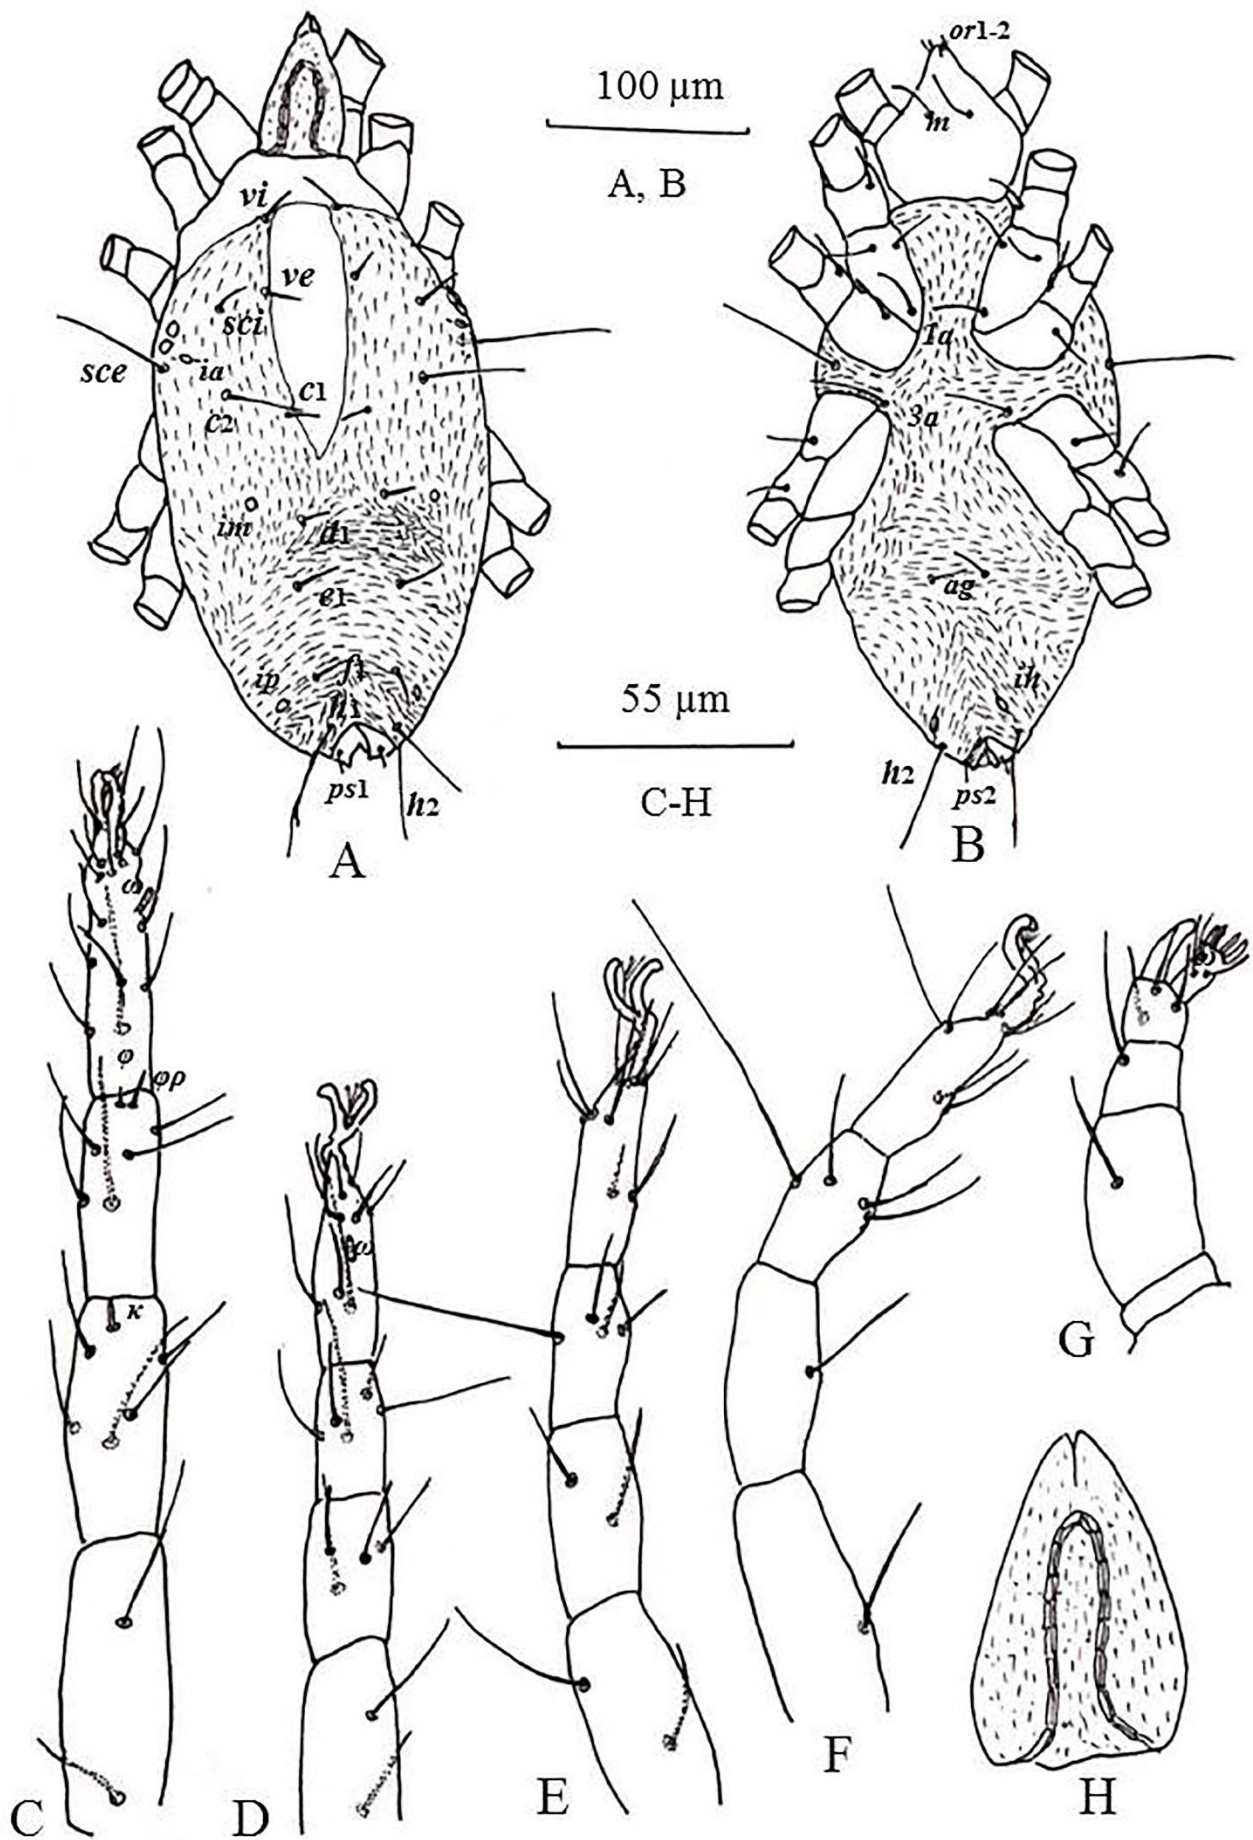 or1-2
100 µm
m
A, B
vi
ve
sci
1a
ia
sce
c1
c2
3a
im
d1
e1
ag
f1
ip
h1
ih
55 µm
h2
ps1
h2
ps2
C-H
A
B
ω
ω
φ
φρ
ω
κ
G
F
E
H
C
D